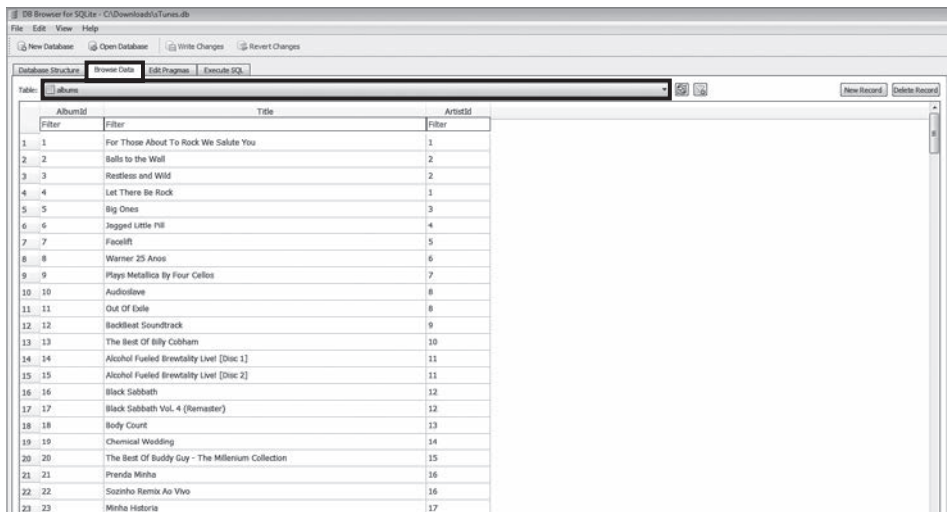 DB Browser for SQLite - C:\Downloads\sTunes.db
File Edit View Help
New Database Open Database Write Changes Revert Changes
Database Structure Browse Data Edit Pragmas Execute SQL
Table: albums New Record Delete Record
AlbumId Title ArtistId
Filter Filter Filter
1 1 For Those About To Rock We Salute You 1
2 2 Balls to the Wall 2
3 3 Restless and Wild 2
4 4 Let There Be Rock 1
5 5 Big Ones 3
6 6 Jagged Little Pill 4
7 7 Facelift 5
8 8 Warner 25 Anos 6
9 9 Plays Metallica By Four Cellos 7
10 10 Audioslave 8
11 11 Out Of Exile 8
12 12 BackBeat Soundtrack 9
13 13 The Best Of Billy Cobham 10
14 14 Alcohol Fueled Brewtality Live! [Disc 1] 11
15 15 Alcohol Fueled Brewtality Live! [Disc 2] 11
16 16 Black Sabbath 12
17 17 Black Sabbath Vol. 4 (Remaster) 12
18 18 Body Count 13
19 19 Chemical Wedding 14
20 20 The Best Of Buddy Guy - The Millenium Collection 15
21 21 Prenda Minha 16
22 22 Sozinho Remix Ao Vivo 16
23 23 Minha Historia 17